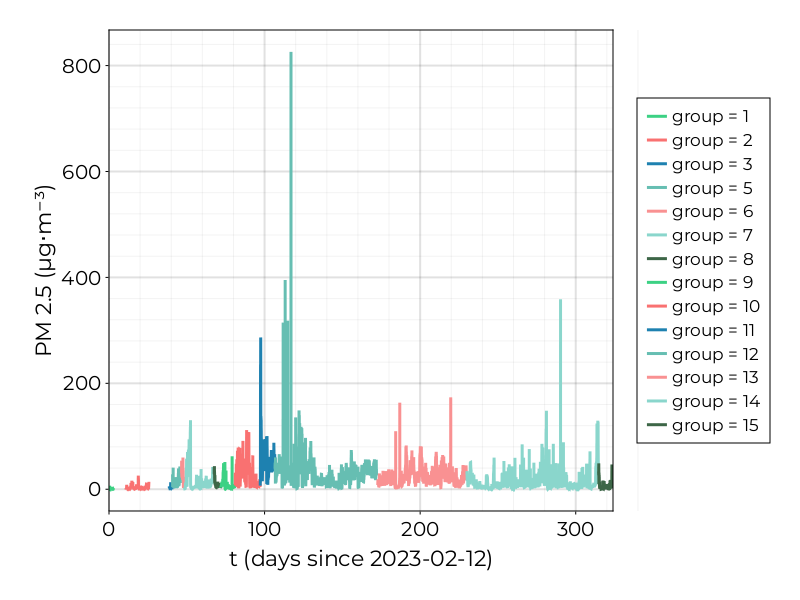 800
600
400
200
0
PM 2.5 (μg⋅m⁻³)
0 100 200 300
t (days since 2023-02-12)
group = 1
group = 2
group = 3
group = 5
group = 6
group = 7
group = 8
group = 9
group = 10
group = 11
group = 12
group = 13
group = 14
group = 15